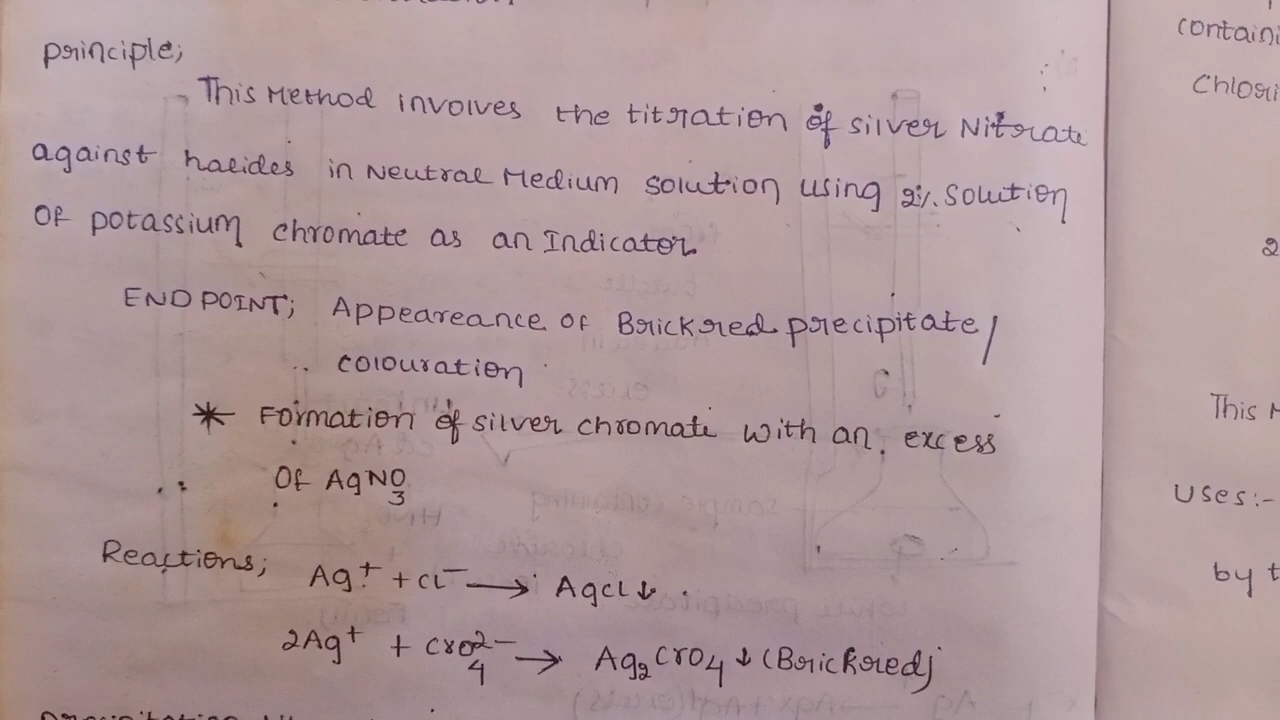 principle;
This Method involves the titration of silver Nitrate
against halides in Neutral Medium solution using 2% solution
Of potassium chromate as an Indicator.
END POINT; Appeareance of Brickred precipitate/
colouration
* Formation of silver chromate with an excess
Of AgNO3
Reactions; Ag+ + Cl- → AgCl↓
2Ag+ + CrO4 2- → Ag2CrO4 ↓ (Brickred)
Chlori
2
This M
Uses:-
by t